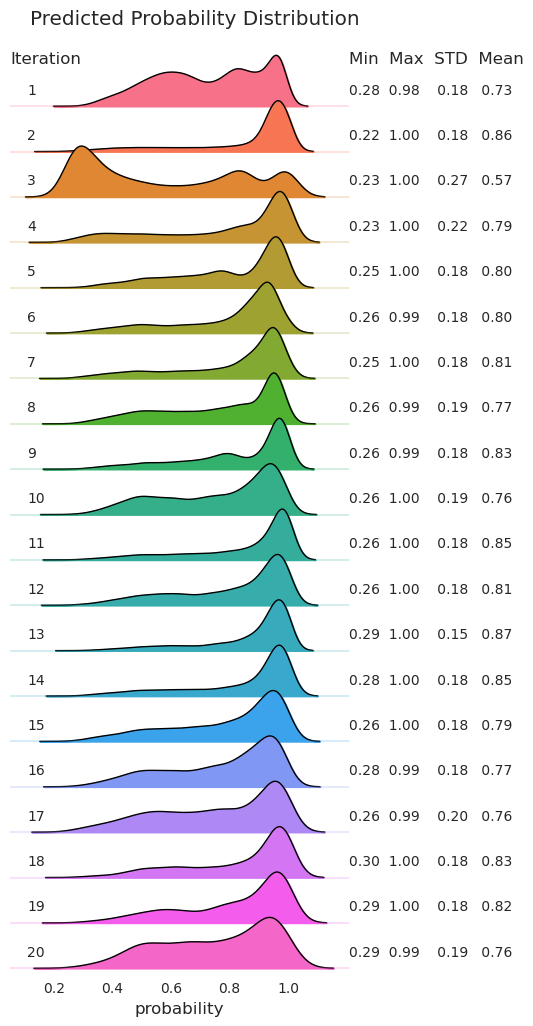 Predicted Probability Distribution
Iteration Min Max STD Mean
1 0.28 0.98 0.18 0.73
2 0.22 1.00 0.18 0.86
3 0.23 1.00 0.27 0.57
4 0.23 1.00 0.22 0.79
5 0.25 1.00 0.18 0.80
6 0.26 0.99 0.18 0.80
7 0.25 1.00 0.18 0.81
8 0.26 0.99 0.19 0.77
9 0.26 0.99 0.18 0.83
10 0.26 1.00 0.19 0.76
11 0.26 1.00 0.18 0.85
12 0.26 1.00 0.18 0.81
13 0.29 1.00 0.15 0.87
14 0.28 1.00 0.18 0.85
15 0.26 1.00 0.18 0.79
16 0.28 0.99 0.18 0.77
17 0.26 0.99 0.20 0.76
18 0.30 1.00 0.18 0.83
19 0.29 1.00 0.18 0.82
20 0.29 0.99 0.19 0.76
0.2 0.4 0.6 0.8 1.0
probability